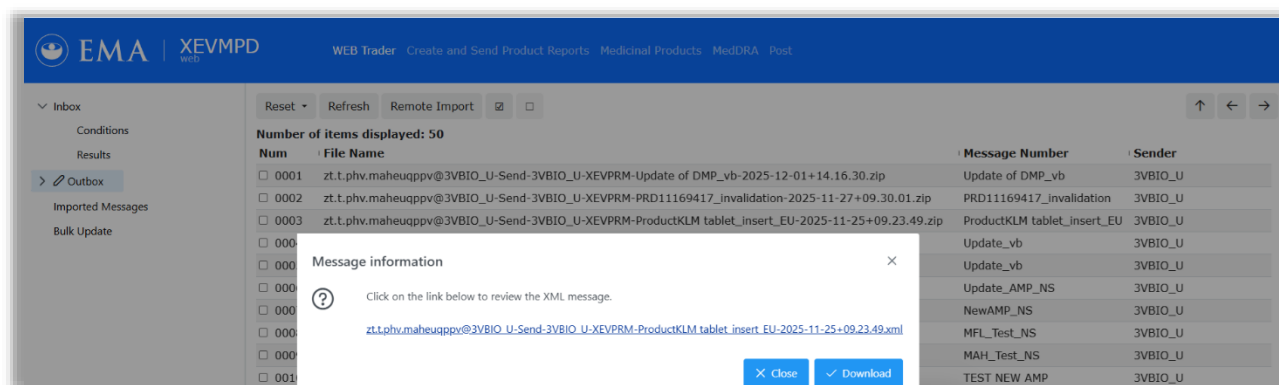 EMA XEVMPD web WEB Trader Create and Send Product Reports Medicinal Products MedDRA Post
Inbox
Conditions
Results
Outbox
Imported Messages
Bulk Update
Reset Refresh Remote Import
Number of items displayed: 50
Num File Name Message Number Sender
0001 zt.t.phv.maheuqppv@3VBIO_U-Send-3VBIO_U-XEVPRM-Update of DMP_vb-2025-12-01+14.16.30.zip Update of DMP_vb 3VBIO_U
0002 zt.t.phv.maheuqppv@3VBIO_U-Send-3VBIO_U-XEVPRM-PRD11169417_invalidation-2025-11-27+09.30.01.zip PRD11169417_invalidation 3VBIO_U
0003 zt.t.phv.maheuqppv@3VBIO_U-Send-3VBIO_U-XEVPRM-ProductKLM tablet_insert_EU-2025-11-25+09.23.49.zip ProductKLM tablet_insert_EU 3VBIO_U
000 Update_vb 3VBIO_U
000 Update_vb 3VBIO_U
000 Update_AMP_NS 3VBIO_U
000 NewAMP_NS 3VBIO_U
000 MFL_Test_NS 3VBIO_U
000 MAH_Test_NS 3VBIO_U
001 TEST NEW AMP 3VBIO_U
Message information
Click on the link below to review the XML message.
zt.t.phv.maheuqppv@3VBIO_U-Send-3VBIO_U-XEVPRM-ProductKLM tablet_insert_EU-2025-11-25+09.23.49.xml
Close Download